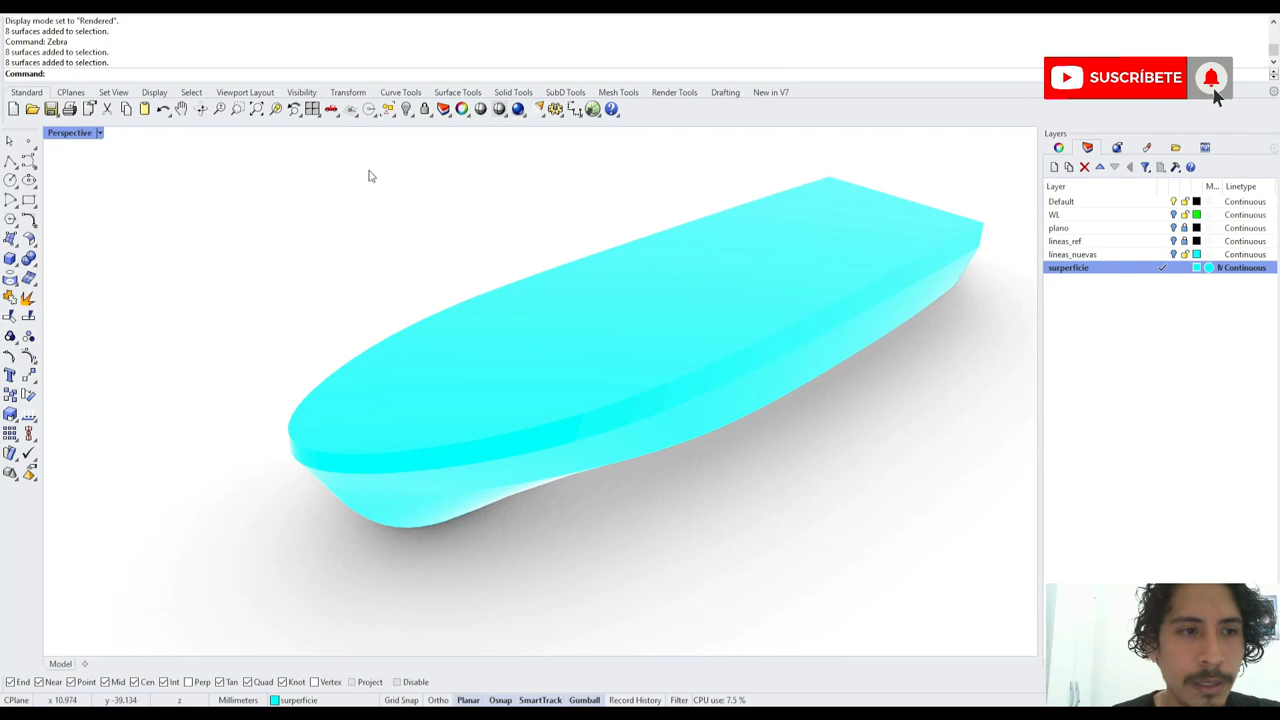 Display mode set to "Rendered".
8 surfaces added to selection.
Command: Zebra
8 surfaces added to selection.
8 surfaces added to selection.
Command:
SUSCRÍBETE
Standard CPlanes Set View Display Select Viewport Layout Visibility Transform Curve Tools Surface Tools Solid Tools SubD Tools Mesh Tools Render Tools Drafting New in V7
Perspective
Layers
Layer M... Linetype
Default Continuous
WL Continuous
plano Continuous
lineas_ref Continuous
lineas_nuevas Continuous
surperficie Continuous
Model
End Near Point Mid Cen Int Perp Tan Quad Knot Vertex Project Disable
CPlane x 10.974 y -39.134 z Millimeters surperficie Grid Snap Ortho Planar Osnap SmartTrack Gumball Record History Filter CPU use: 7.5 %